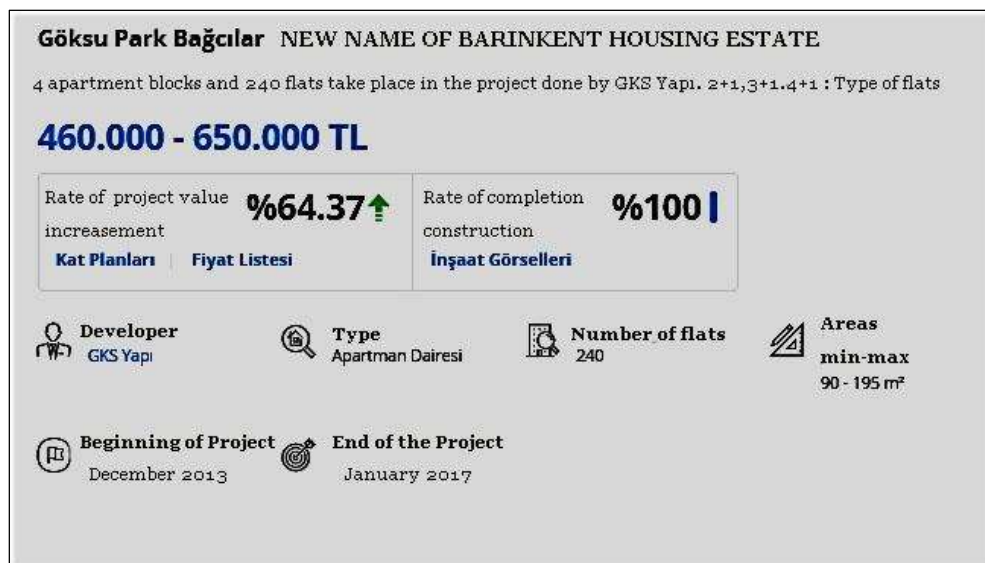 Göksu Park Bağcılar NEW NAME OF BARINKENT HOUSING ESTATE
4 apartment blocks and 240 flats take place in the project done by GKS Yapı. 2+1,3+1.4+1 : Type of flats
460.000 - 650.000 TL
Rate of project value
increasement
%64.37
Kat Planları | Fiyat Listesi
Rate of completion
construction
%100
İnşaat Görselleri
Developer
GKS Yapı
Type
Apartman Dairesi
Number of flats
240
Areas
min-max
90 - 195 m²
Beginning of Project
December 2013
End of the Project
January 2017